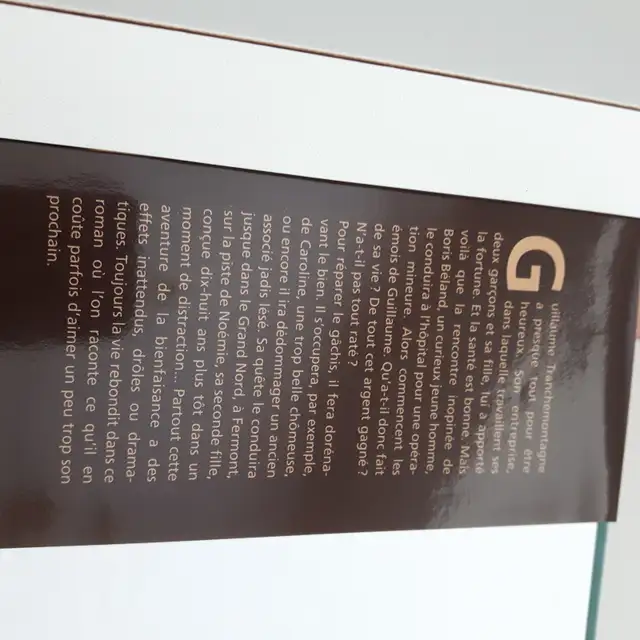 Guillaume Tranchemontagne
a presque tout pour être
heureux. Son entreprise,
dans laquelle travaillent ses
deux garçons et sa fille, lui a apporté
la fortune. Et la santé est bonne. Mais
voilà que la rencontre inopinée de
Boris Beland, un curieux jeune homme,
le conduira à l'hôpital pour une opéra-
tion mineure. Alors commencent les
émois de Guillaume. Qu'a-t-il donc fait
de sa vie ? De tout cet argent gagné ?
N'a-t-il pas tout raté ?
Pour réparer le gâchis, il fera doréna-
vant le bien. Il s'occupera, par exemple,
de Caroline, une trop belle chômeuse,
ou encore il ira dédommager un ancien
associé jadis lésé. Sa quête le conduira
jusque dans le Grand Nord, à Fermont,
sur la piste de Noémie, sa seconde fille,
conçue dix-huit ans plus tôt dans un
moment de distraction... Partout cette
aventure de la bienfaisance a des
effets inattendus, drôles ou drama-
tiques. Toujours la vie rebondit dans ce
roman où l'on raconte ce qu'il en
coûte parfois d'aimer un peu trop son
prochain.